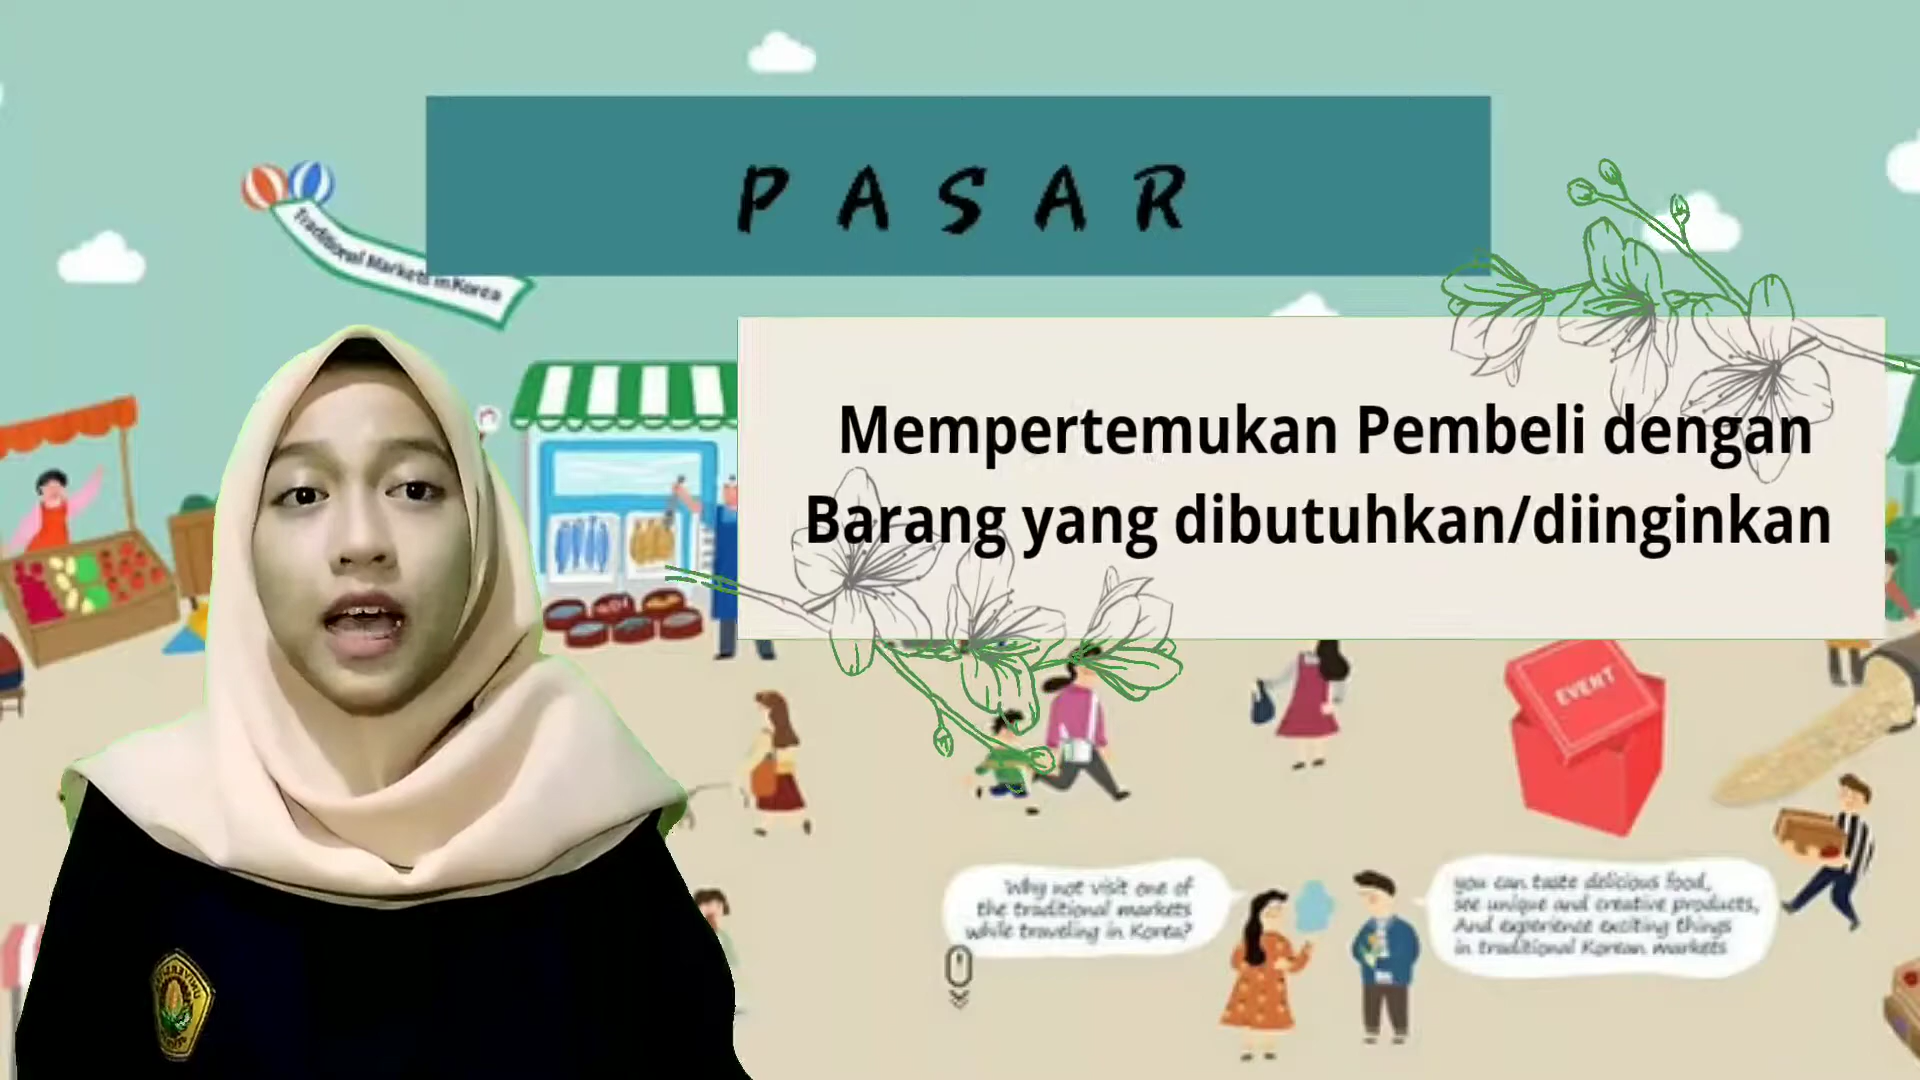 PASAR
Traditional Markets in Korea
Mempertemukan Pembeli dengan
Barang yang dibutuhkan/diinginkan
EVENT
Why not visit one of
the traditional markets
while traveling in Korea?
you can taste delicious food,
see unique and creative products,
And experience exciting things
in traditional Korean markets